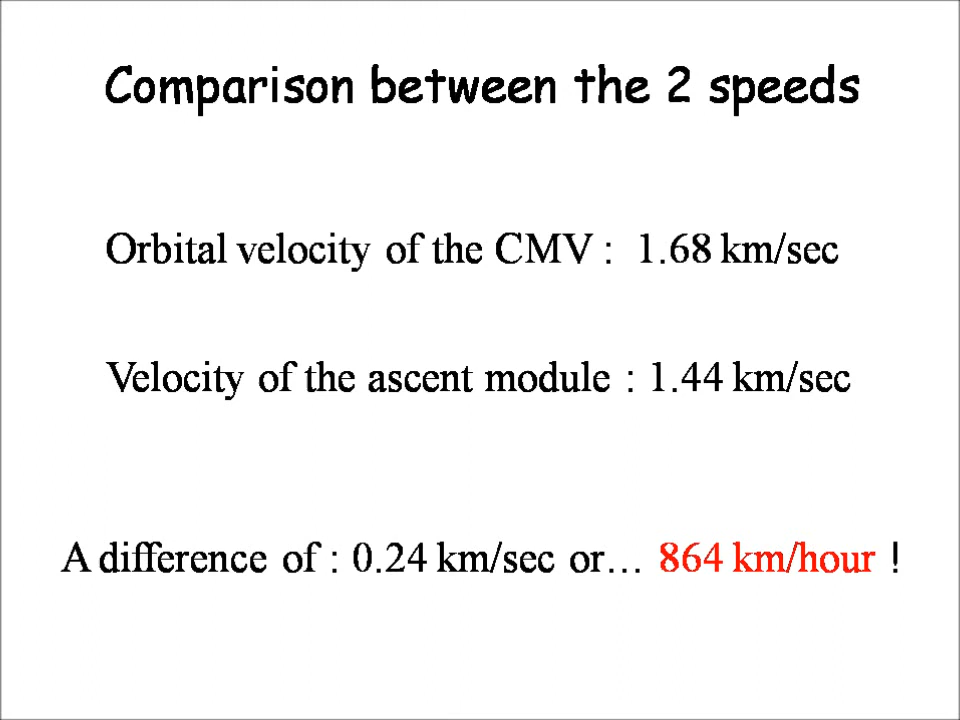 Comparison between the 2 speeds
Orbital velocity of the CMV : 1.68 km/sec
Velocity of the ascent module : 1.44 km/sec
A difference of : 0.24 km/sec or... 864 km/hour !